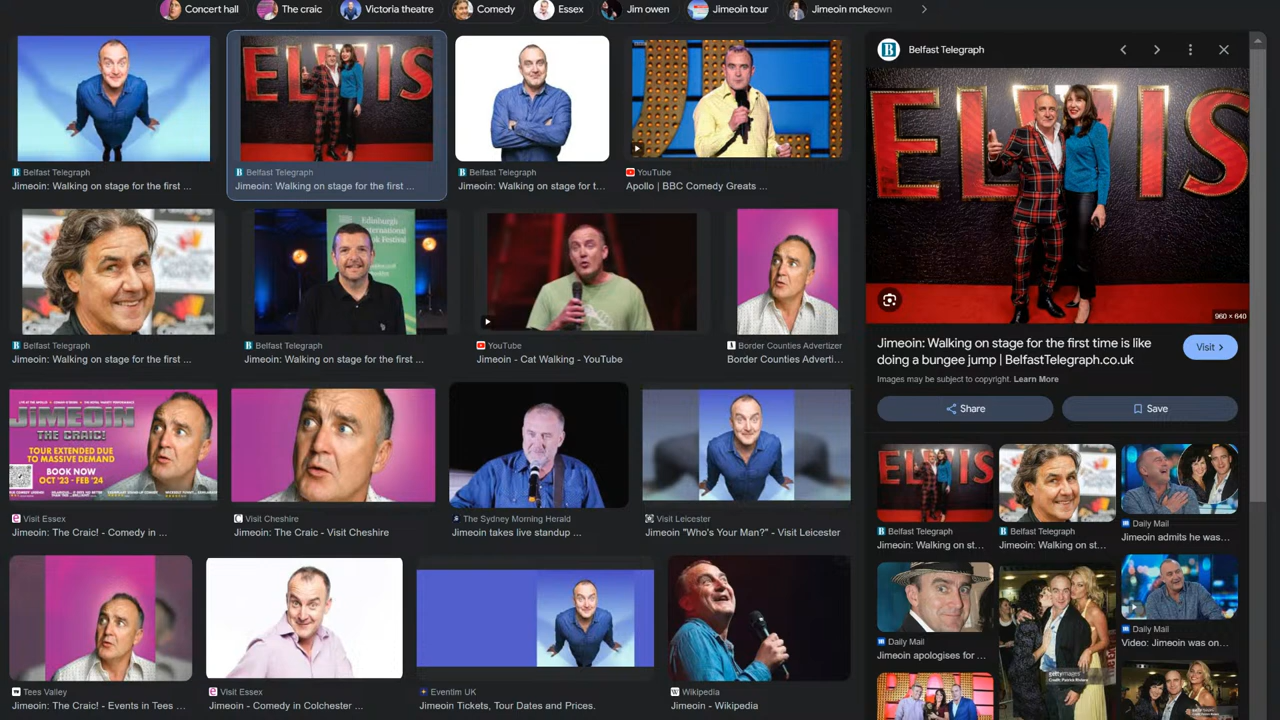 Concert hall
The craic
Victoria theatre
Comedy
Essex
Jim owen
Jimeoin tour
Jimeoin mckeown
Belfast Telegraph
Jimeoin: Walking on stage for the first ...
ELVIS
Belfast Telegraph
Jimeoin: Walking on stage for the first ...
Belfast Telegraph
Jimeoin: Walking on stage for t...
YouTube
Apollo | BBC Comedy Greats ...
Belfast Telegraph
Jimeoin: Walking on stage for the first ...
Belfast Telegraph
Jimeoin: Walking on stage for the first ...
YouTube
Jimeoin - Cat Walking - YouTube
Border Counties Advertizer
Border Counties Adverti...
JIMEOIN
THE CRAIC!
TOUR EXTENDED DUE
TO MASSIVE DEMAND
BOOK NOW
OCT '23 - FEB '24
Visit Essex
Jimeoin: The Craic! - Comedy in ...
Visit Cheshire
Jimeoin: The Craic - Visit Cheshire
The Sydney Morning Herald
Jimeoin takes live standup ...
Visit Leicester
Jimeoin "Who's Your Man?" - Visit Leicester
Tees Valley
Jimeoin: The Craic! - Events in Tees ...
Visit Essex
Jimeoin - Comedy in Colchester ...
Eventim UK
Jimeoin Tickets, Tour Dates and Prices.
Wikipedia
Jimeoin - Wikipedia
Belfast Telegraph
ELVIS
960 × 640
Jimeoin: Walking on stage for the first time is like
doing a bungee jump | BelfastTelegraph.co.uk
Visit
Images may be subject to copyright. Learn More
Share
Save
ELVIS
Belfast Telegraph
Jimeoin: Walking on st...
Belfast Telegraph
Jimeoin: Walking on st...
Daily Mail
Jimeoin admits he was...
Daily Mail
Jimeoin apologises for ...
gettyimages
Credit: Patrick Riviere
Daily Mail
Video: Jimeoin was on...